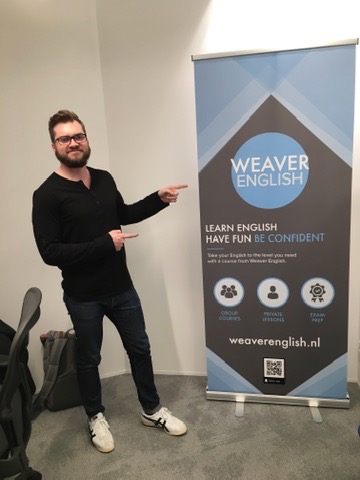 WEAVER
ENGLISH
LEARN ENGLISH
HAVE FUN BE CONFIDENT
Take your English to the level you need
with a course from Weaver English.
GROUP
COURSES
PRIVATE
LESSONS
EXAM
PREP
weaverenglish.nl